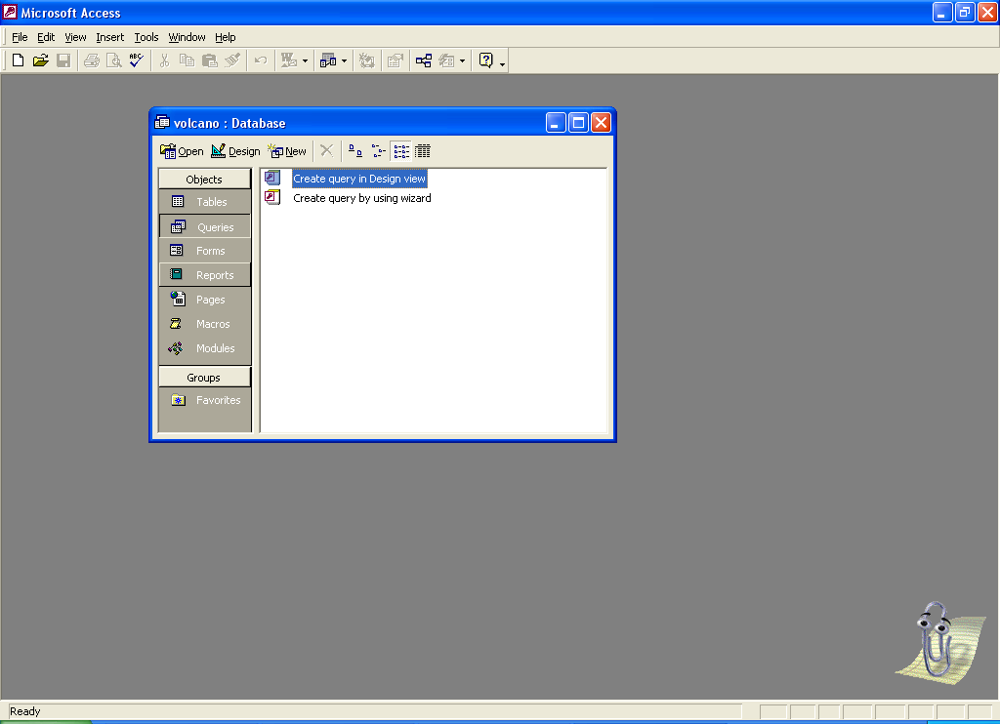 Microsoft Access
File Edit View Insert Tools Window Help
ABC
volcano : Database
Open Design New
Objects
Tables
Queries
Forms
Reports
Pages
Macros
Modules
Groups
Favorites
Create query in Design view
Create query by using wizard
Ready